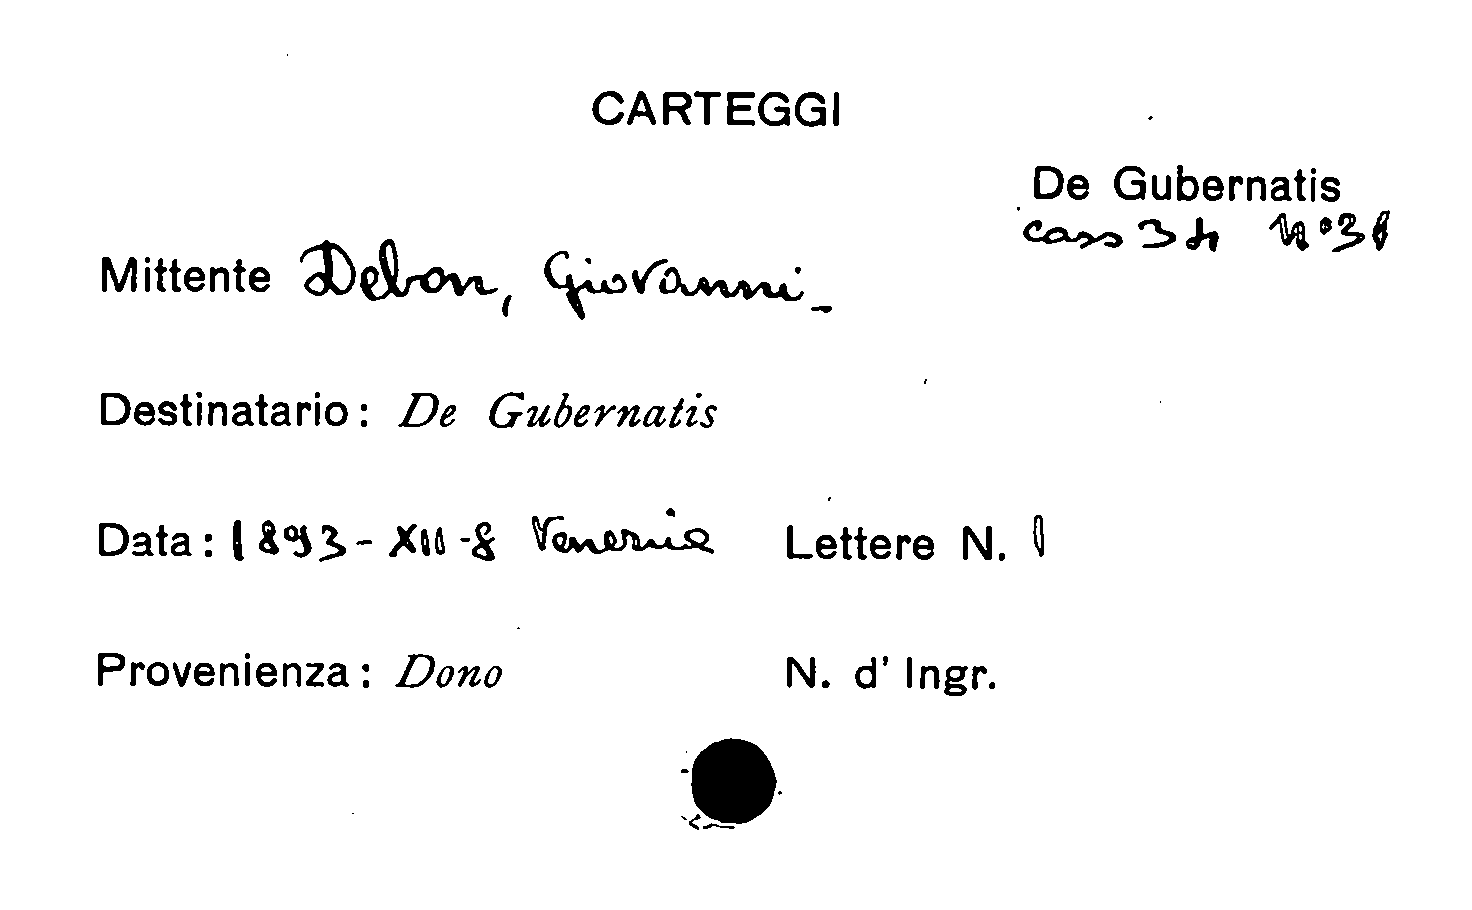 CARTEGGI
De Gubernatis
cass 34 N° 31
Mittente Debon, Giovanni -
Destinatario: De Gubernatis
Data: 1893 - XII - 8 Venezia Lettere N. 1
Provenienza: Dono N. d' Ingr.